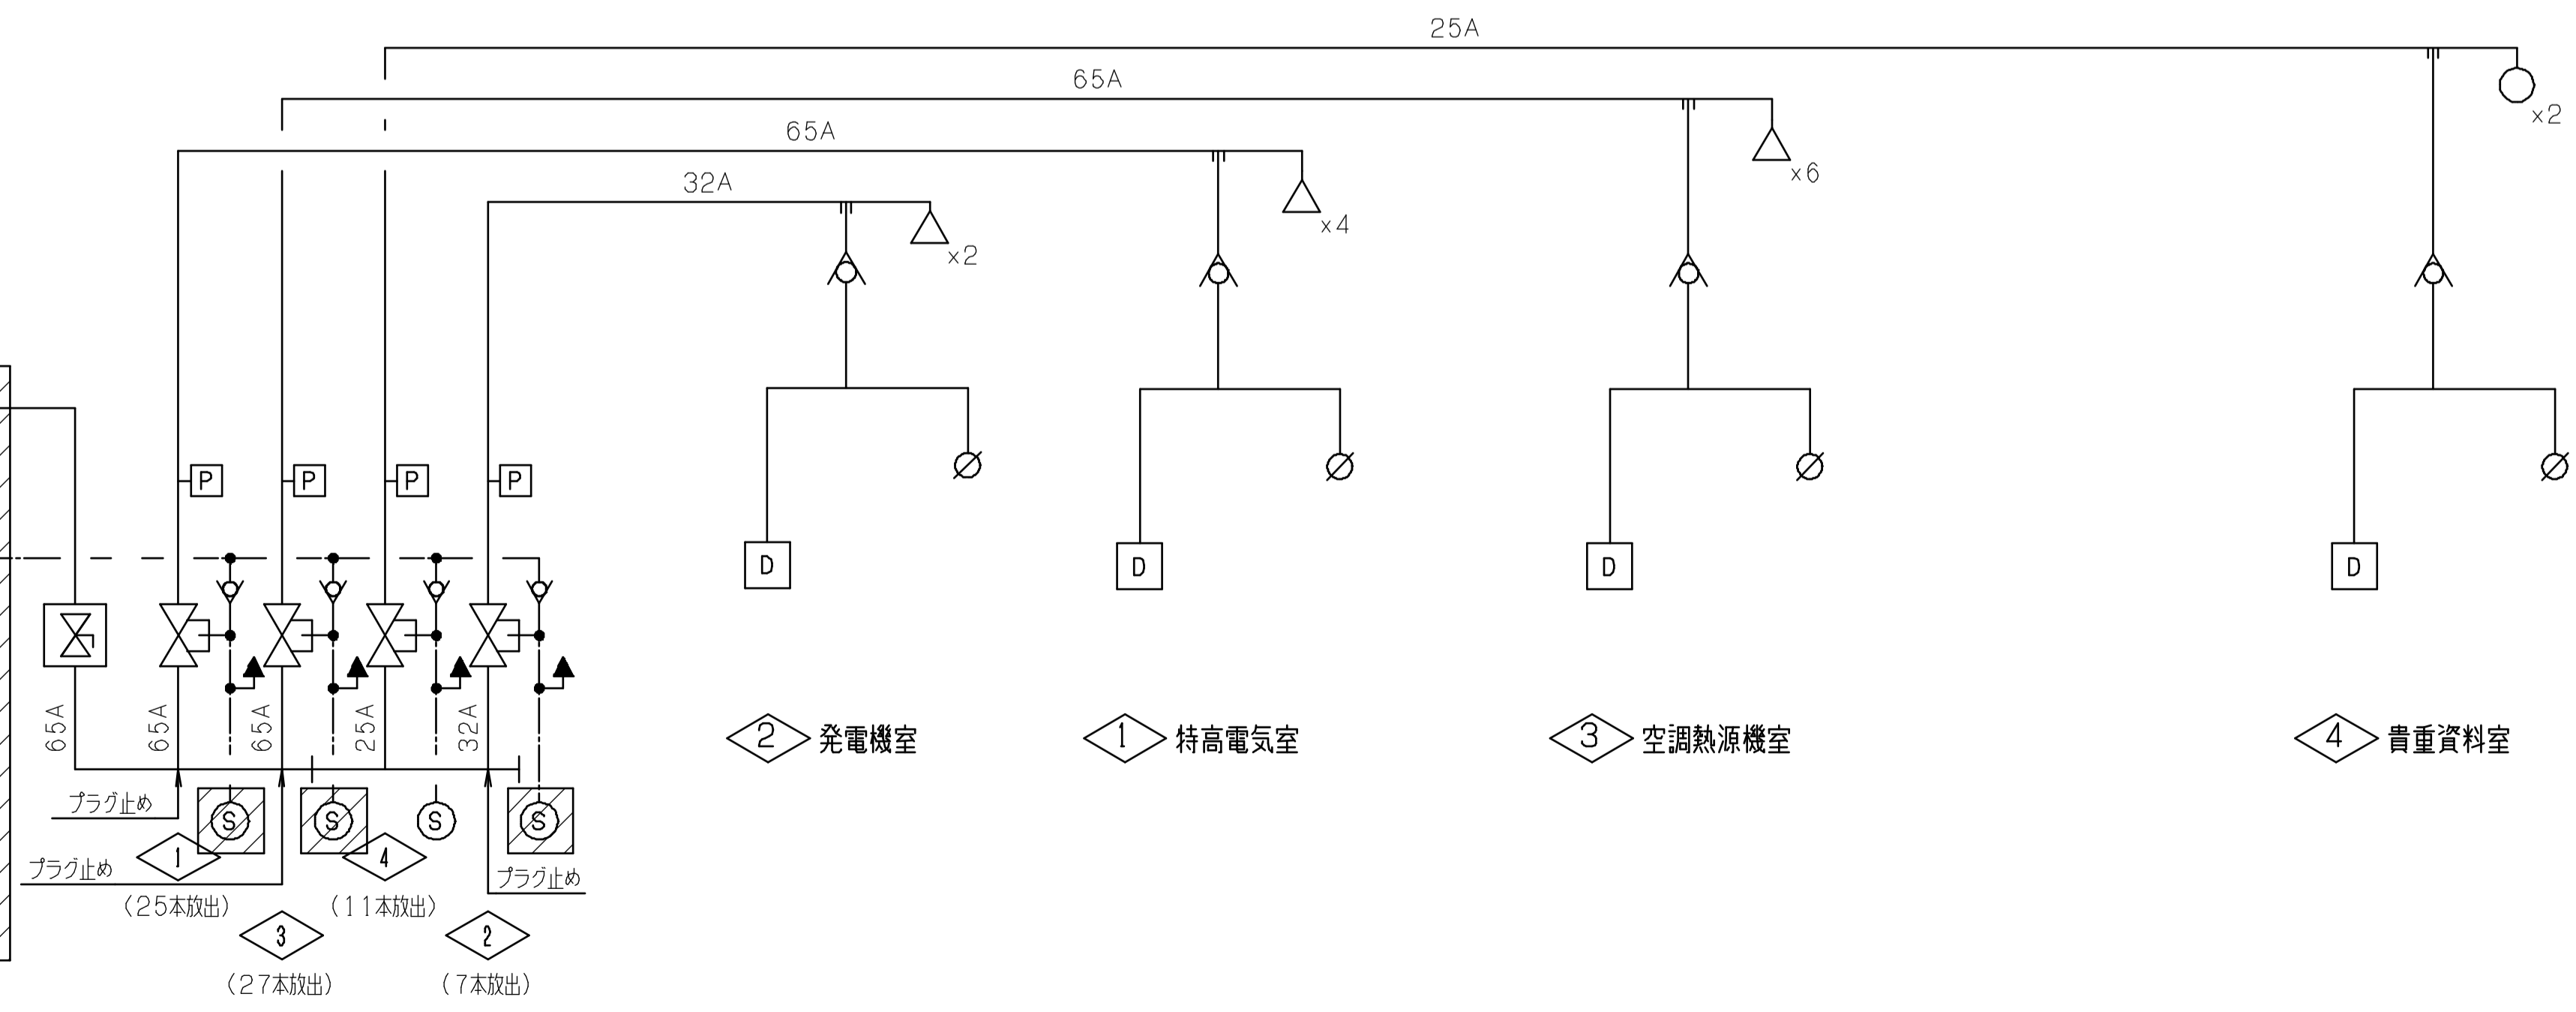 25A
65A
65A
32A
x2
x6
x4
x2
P
P
P
P
D
D
D
D
65A
65A
65A
25A
32A
2 発電機室
1 特高電気室
3 空調熱源機室
4 貴重資料室
プラグ止め
S
S
S
S
プラグ止め
1
4
プラグ止め
(25本放出)
(11本放出)
3
2
(27本放出)
(7本放出)